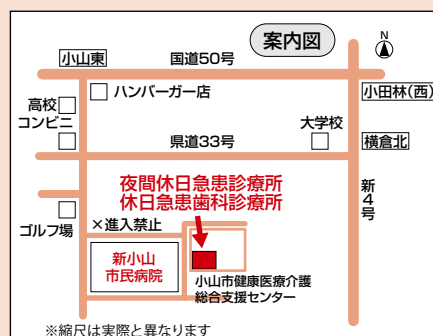 案内図
N
小山東
国道50号
ハンバーガー店
小田林(西)
高校
コンビニ
大学校
県道33号
横倉北
夜間休日急患診療所
休日急患歯科診療所
新4号
ゴルフ場
×進入禁止
新小山
市民病院
小山市健康医療介護
総合支援センター
※縮尺は実際と異なります